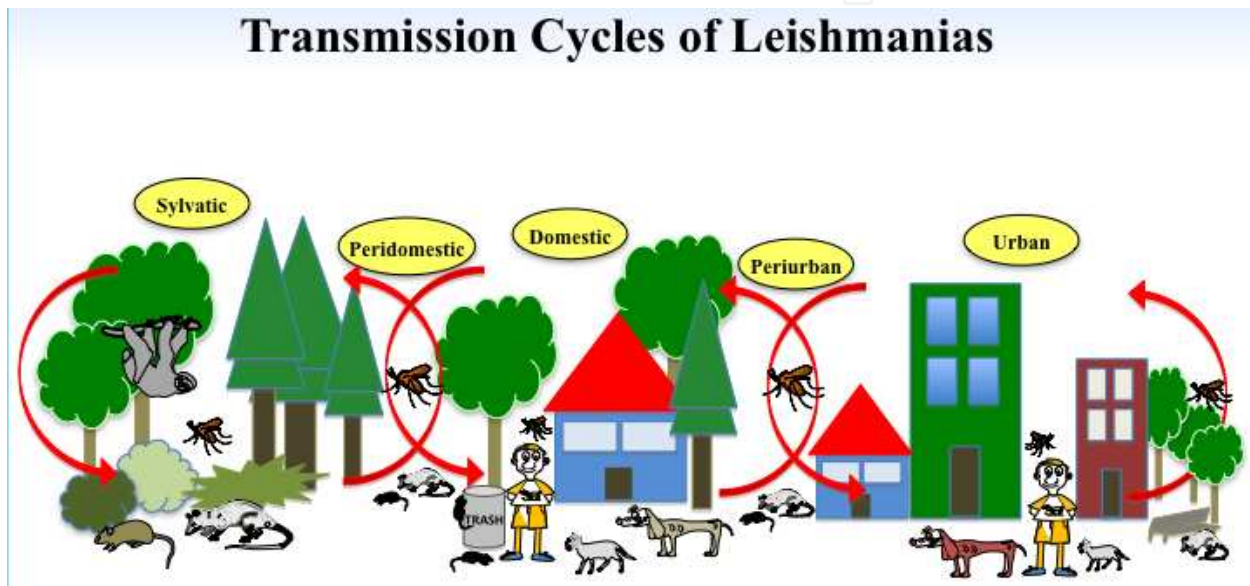 Transmission Cycles of Leishmanias
Sylvatic
Peridomestic
Domestic
Periurban
Urban
TRASH